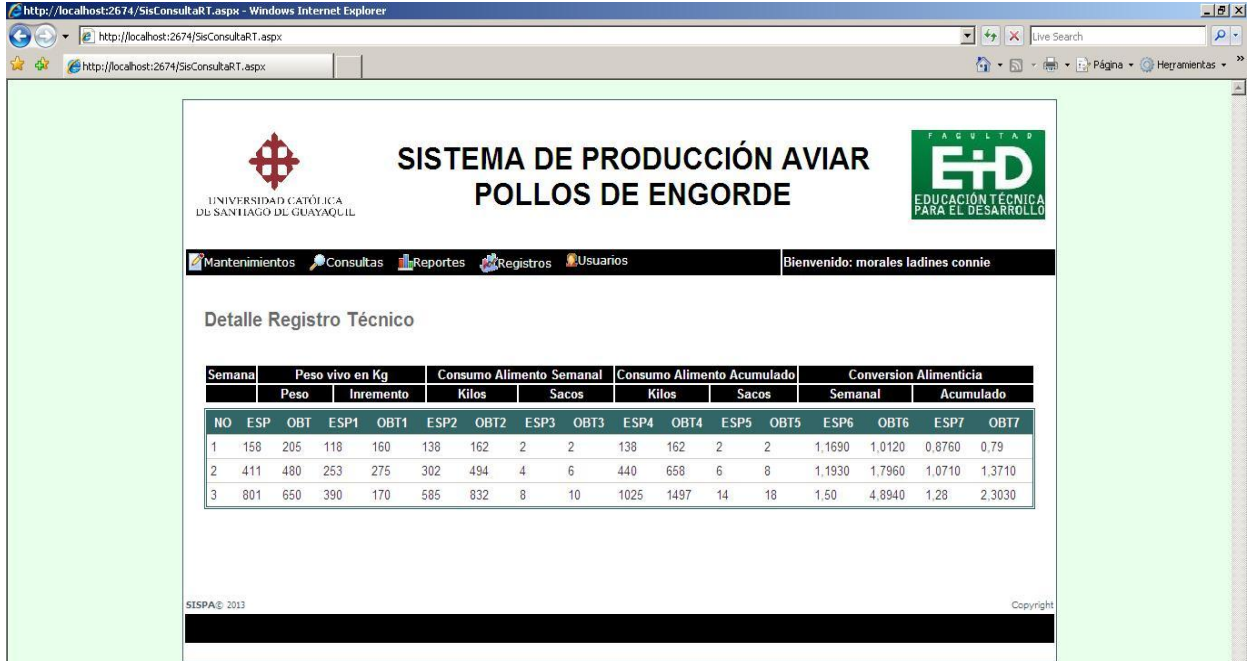 http://localhost:2674/SisConsultaRT.aspx - Windows Internet Explorer
http://localhost:2674/SisConsultaRT.aspx
Live Search
http://localhost:2674/SisConsultaRT.aspx
Página
Herramientas
UNIVERSIDAD CATÓLICA
DE SANTIAGO DE GUAYAQUIL
SISTEMA DE PRODUCCIÓN AVIAR
POLLOS DE ENGORDE
FACULTAD
E+D
EDUCACIÓN TÉCNICA
PARA EL DESARROLLO
Mantenimientos Consultas Reportes Registros Usuarios Bienvenido: morales ladines connie
Detalle Registro Técnico
Semana Peso vivo en Kg Consumo Alimento Semanal Consumo Alimento Acumulado Conversion Alimenticia
Peso Inremento Kilos Sacos Kilos Sacos Semanal Acumulado
NO ESP OBT ESP1 OBT1 ESP2 OBT2 ESP3 OBT3 ESP4 OBT4 ESP5 OBT5 ESP6 OBT6 ESP7 OBT7
1 158 205 118 160 138 162 2 2 138 162 2 2 1,1690 1,0120 0,8760 0,79
2 411 480 253 275 302 494 4 6 440 658 6 8 1,1930 1,7960 1,0710 1,3710
3 801 650 390 170 585 832 8 10 1025 1497 14 18 1,50 4,8940 1,28 2,3030
SISPA© 2013 Copyright